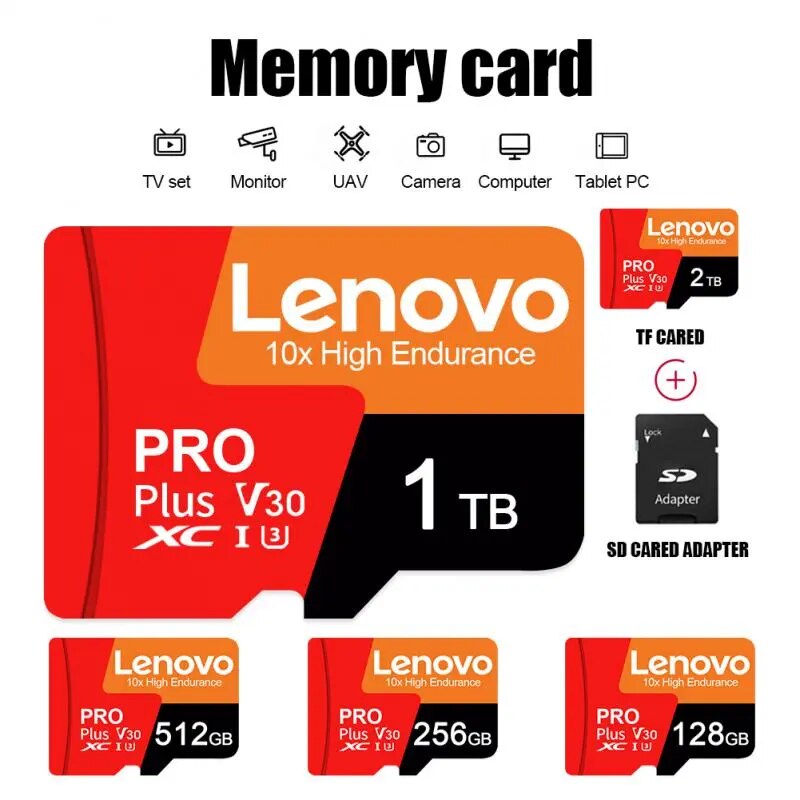 Memory card
TV set
Monitor
UAV
Camera
Computer
Tablet PC
Lenovo
10x High Endurance
PRO
Plus V30
XC I 3
1 TB
Lenovo
10x High Endurance
PRO
Plus V30
XC I 3
2TB
TF CARED
+
Lock
SD
Adapter
SD CARED ADAPTER
Lenovo
10x High Endurance
PRO
Plus V30
XC I 3
512GB
Lenovo
10x High Endurance
PRO
Plus V30
XC I 3
256GB
Lenovo
10x High Endurance
PRO
Plus V30
XC I 3
128GB